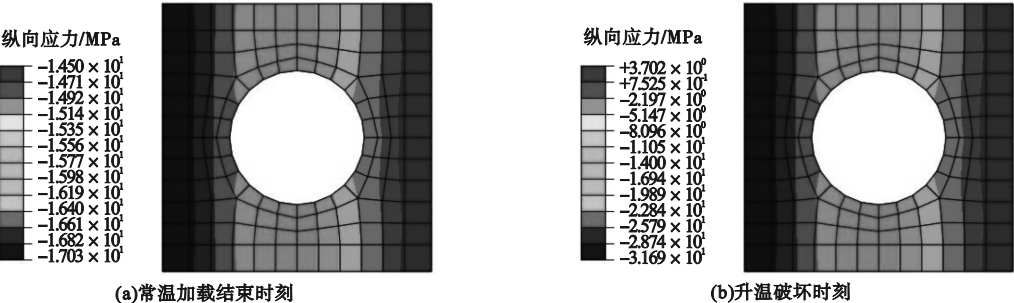 纵向应力/MPa
−1.450 × 10¹
−1.471 × 10¹
−1.492 × 10¹
−1.514 × 10¹
−1.535 × 10¹
−1.556 × 10¹
−1.577 × 10¹
−1.598 × 10¹
−1.619 × 10¹
−1.640 × 10¹
−1.661 × 10¹
−1.682 × 10¹
−1.703 × 10¹
(a)常温加载结束时刻
纵向应力/MPa
+3.702 × 10⁰
+7.525 × 10⁻¹
−2.197 × 10⁰
−5.147 × 10⁰
−8.096 × 10⁰
−1.105 × 10¹
−1.400 × 10¹
−1.694 × 10¹
−1.989 × 10¹
−2.284 × 10¹
−2.579 × 10¹
−2.874 × 10¹
−3.169 × 10¹
(b)升温破坏时刻